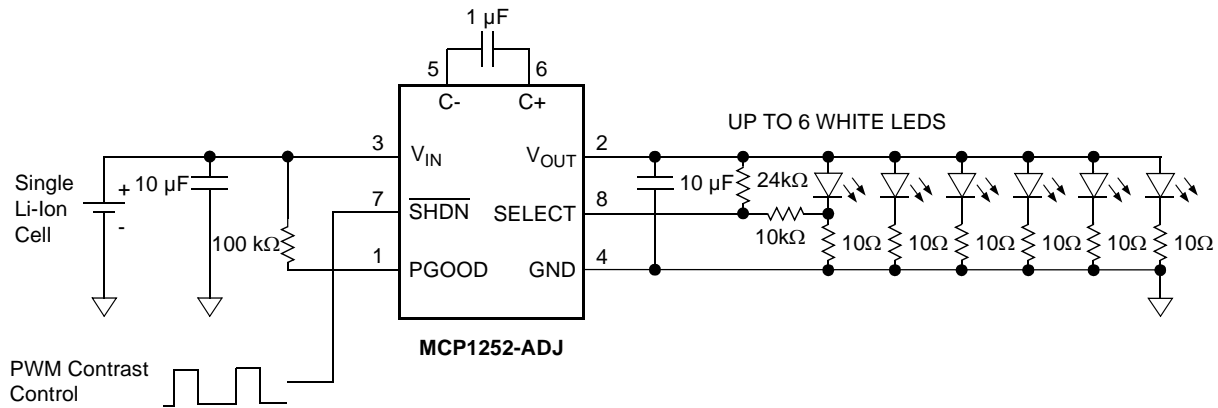 1 µF
5
6
C-
C+
UP TO 6 WHITE LEDS
3
2
VIN
VOUT
Single
Li-Ion
Cell
+
-
10 µF
10 µF
24kΩ
7
SHDN
SELECT
8
100 kΩ
10kΩ
10Ω
10Ω
10Ω
10Ω
10Ω
10Ω
1
PGOOD
GND
4
MCP1252-ADJ
PWM Contrast
Control